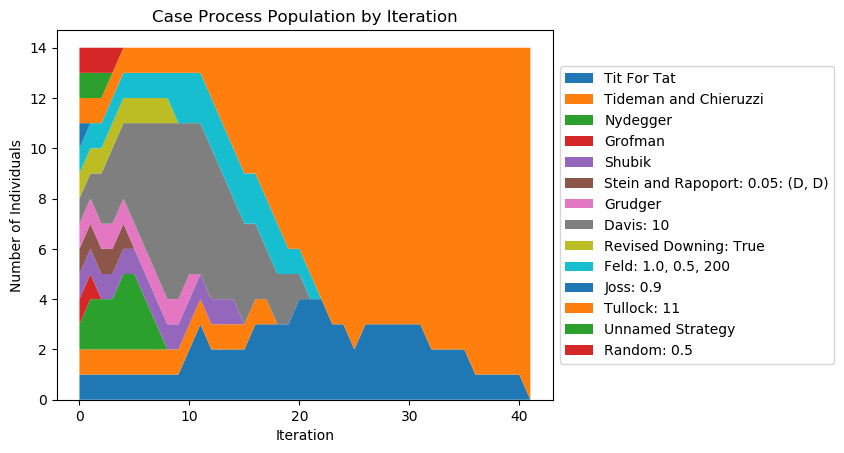 Case Process Population by Iteration
Number of Individuals
14
12
10
8
6
4
2
0
0 10 20 30 40
Iteration
Tit For Tat
Tideman and Chieruzzi
Nydegger
Grofman
Shubik
Stein and Rapoport: 0.05: (D, D)
Grudger
Davis: 10
Revised Downing: True
Feld: 1.0, 0.5, 200
Joss: 0.9
Tullock: 11
Unnamed Strategy
Random: 0.5